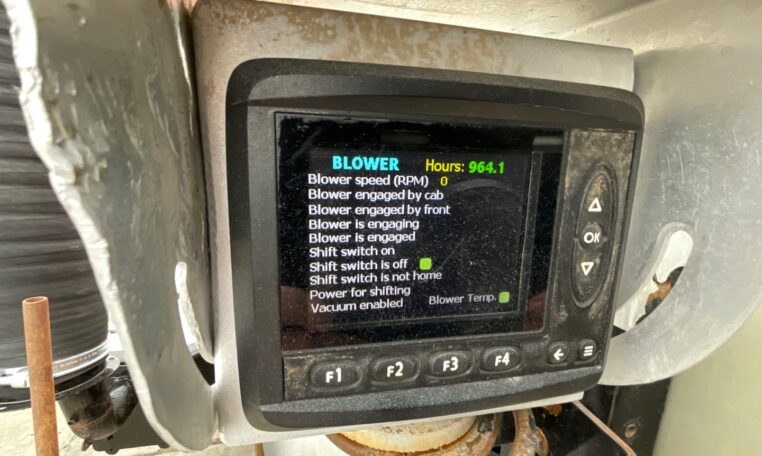 BLOWER Hours: 964.1
Blower speed (RPM) 0
Blower engaged by cab
Blower engaged by front
Blower is engaging
Blower is engaged
Shift switch on
Shift switch is off
Shift switch is not home
Power for shifting
Vacuum enabled Blower Temp.
OK
F1 F2 F3 F4